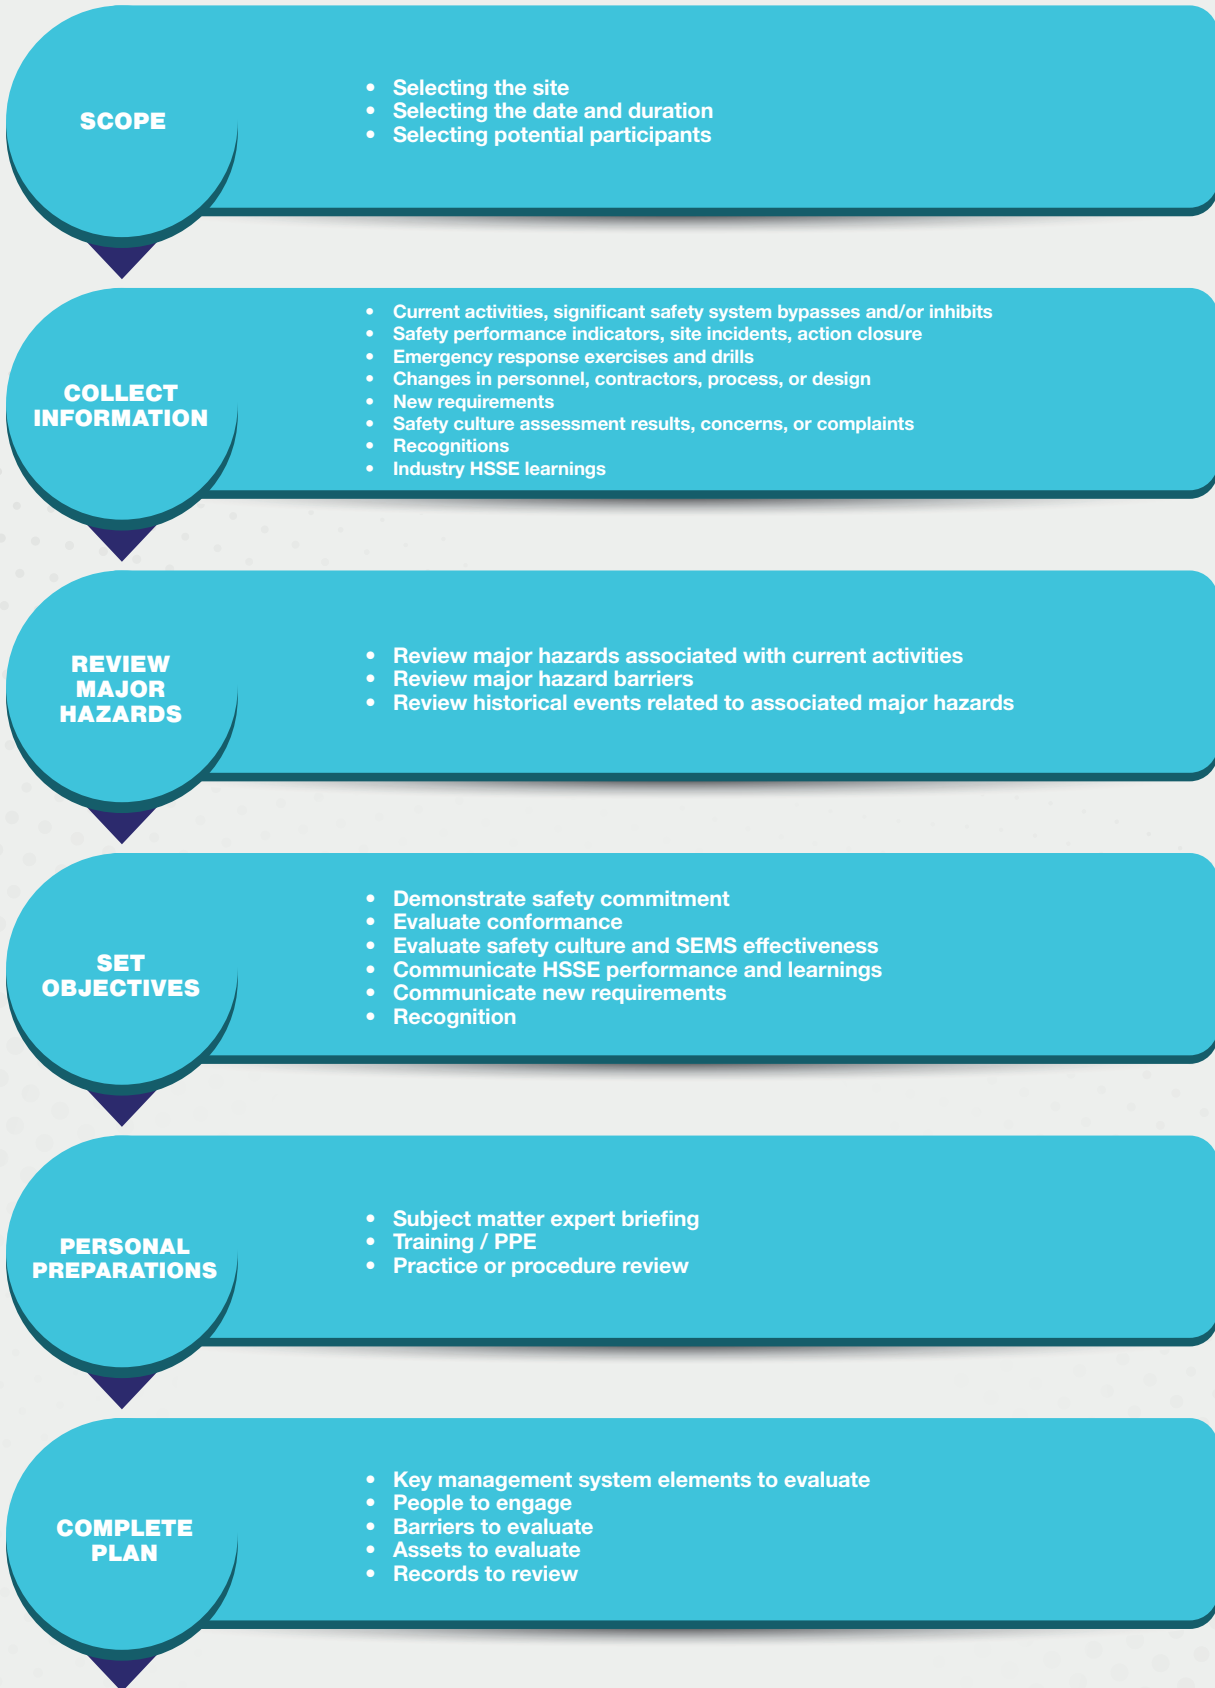 SCOPE
• Selecting the site
• Selecting the date and duration
• Selecting potential participants
COLLECT
INFORMATION
• Current activities, significant safety system bypasses and/or inhibits
• Safety performance indicators, site incidents, action closure
• Emergency response exercises and drills
• Changes in personnel, contractors, process, or design
• New requirements
• Safety culture assessment results, concerns, or complaints
• Recognitions
• Industry HSSE learnings
REVIEW
MAJOR
HAZARDS
• Review major hazards associated with current activities
• Review major hazard barriers
• Review historical events related to associated major hazards
SET
OBJECTIVES
• Demonstrate safety commitment
• Evaluate conformance
• Evaluate safety culture and SEMS effectiveness
• Communicate HSSE performance and learnings
• Communicate new requirements
• Recognition
PERSONAL
PREPARATIONS
• Subject matter expert briefing
• Training / PPE
• Practice or procedure review
COMPLETE
PLAN
• Key management system elements to evaluate
• People to engage
• Barriers to evaluate
• Assets to evaluate
• Records to review